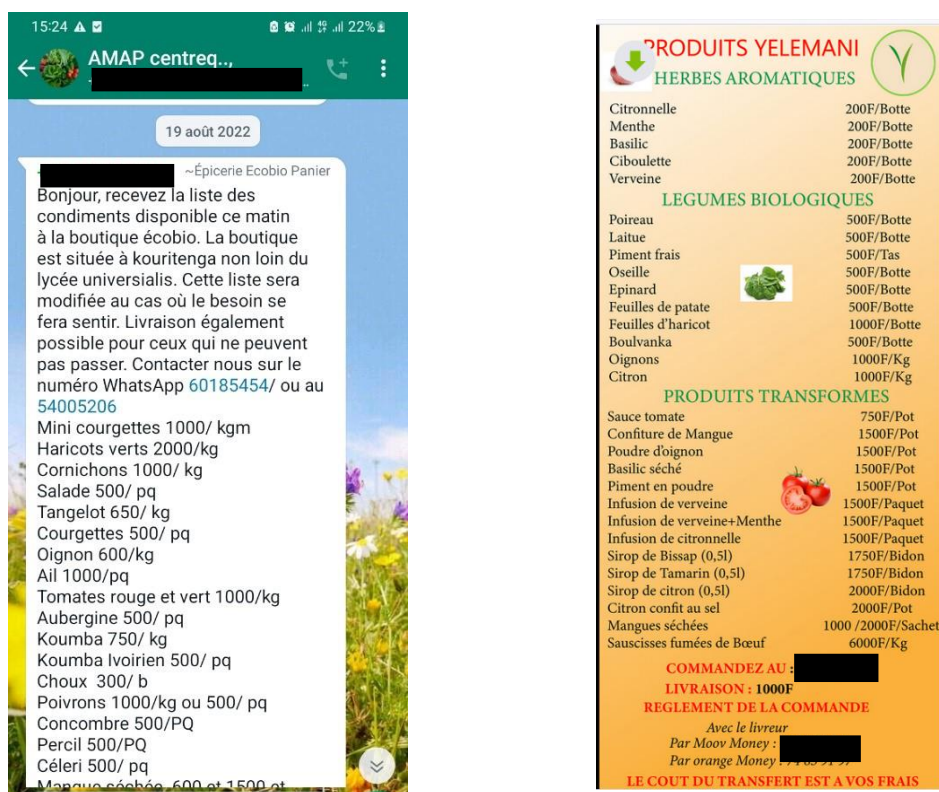 15:24
22%
AMAP centreq..,
19 août 2022
~Épicerie Ecobio Panier
Bonjour, recevez la liste des
condiments disponible ce matin
à la boutique écobio. La boutique
est située à kouritenga non loin du
lycée universialis. Cette liste sera
modifiée au cas où le besoin se
fera sentir. Livraison également
possible pour ceux qui ne peuvent
pas passer. Contacter nous sur le
numéro WhatsApp 60185454/ ou au
54005206
Mini courgettes 1000/ kgm
Haricots verts 2000/kg
Cornichons 1000/ kg
Salade 500/ pq
Tangelot 650/ kg
Courgettes 500/ pq
Oignon 600/kg
Ail 1000/pq
Tomates rouge et vert 1000/kg
Aubergine 500/ pq
Koumba 750/ kg
Koumba Ivoirien 500/ pq
Choux 300/ b
Poivrons 1000/kg ou 500/ pq
Concombre 500/PQ
Percil 500/PQ
Céleri 500/ pq
Mangue séchée 600 et 1500 et
PRODUITS YELEMANI
HERBES AROMATIQUES
Citronnelle 200F/Botte
Menthe 200F/Botte
Basilic 200F/Botte
Ciboulette 200F/Botte
Verveine 200F/Botte
LEGUMES BIOLOGIQUES
Poireau 500F/Botte
Laitue 500F/Botte
Piment frais 500F/Tas
Oseille 500F/Botte
Epinard 500F/Botte
Feuilles de patate 500F/Botte
Feuilles d'haricot 1000F/Botte
Boulvanka 500F/Botte
Oignons 1000F/Kg
Citron 1000F/Kg
PRODUITS TRANSFORMES
Sauce tomate 750F/Pot
Confiture de Mangue 1500F/Pot
Poudre d'oignon 1500F/Pot
Basilic séché 1500F/Pot
Piment en poudre 1500F/Pot
Infusion de verveine 1500F/Paquet
Infusion de verveine+Menthe 1500F/Paquet
Infusion de citronnelle 1500F/Paquet
Sirop de Bissap (0,5l) 1750F/Bidon
Sirop de Tamarin (0,5l) 1750F/Bidon
Sirop de citron (0,5l) 2000F/Bidon
Citron confit au sel 2000F/Pot
Mangues séchées 1000 /2000F/Sachet
Sauscisses fumées de Bœuf 6000F/Kg
COMMANDEZ AU :
LIVRAISON : 1000F
REGLEMENT DE LA COMMANDE
Avec le livreur
Par Moov Money :
Par orange Money :
LE COUT DU TRANSFERT EST A VOS FRAIS